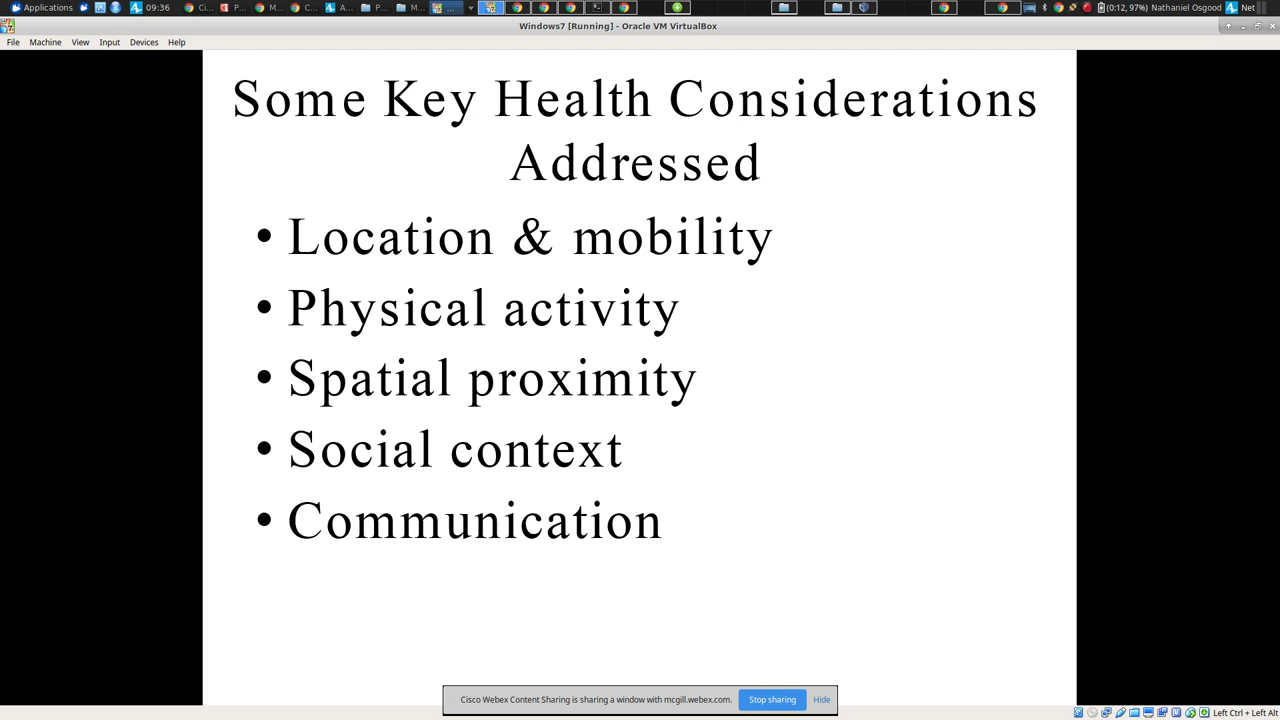 Applications
09:36
Ci...
P...
M...
C...
A...
P...
M...
...
(0:12, 97%) Nathaniel Osgood
Net
Windows7 [Running] - Oracle VM VirtualBox
File Machine View Input Devices Help
Some Key Health Considerations
Addressed
• Location & mobility
• Physical activity
• Spatial proximity
• Social context
• Communication
Cisco Webex Content Sharing is sharing a window with mcgill.webex.com. Stop sharing Hide
Left Ctrl + Left Alt